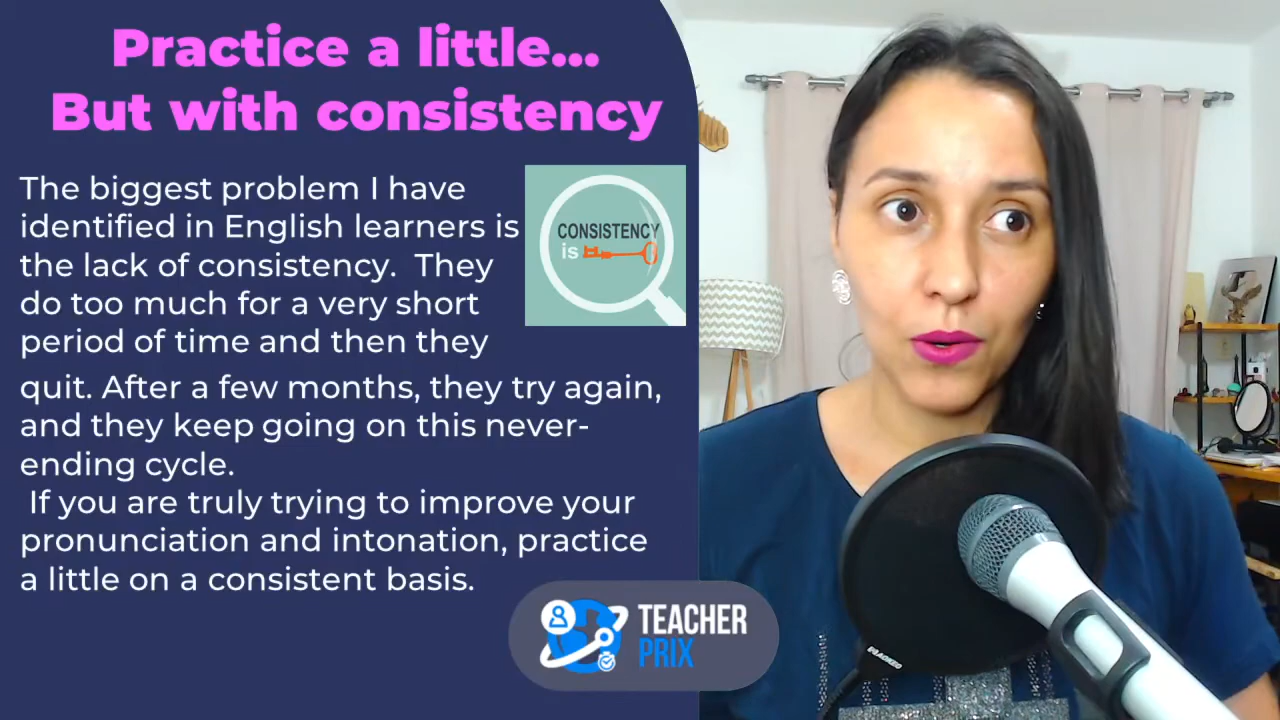 Practice a little...
But with consistency
The biggest problem I have
identified in English learners is
the lack of consistency.  They
do too much for a very short
period of time and then they
quit. After a few months, they try again,
and they keep going on this never-
ending cycle.
If you are truly trying to improve your
pronunciation and intonation, practice
a little on a consistent basis.
CONSISTENCY
is
TEACHER
PRIX